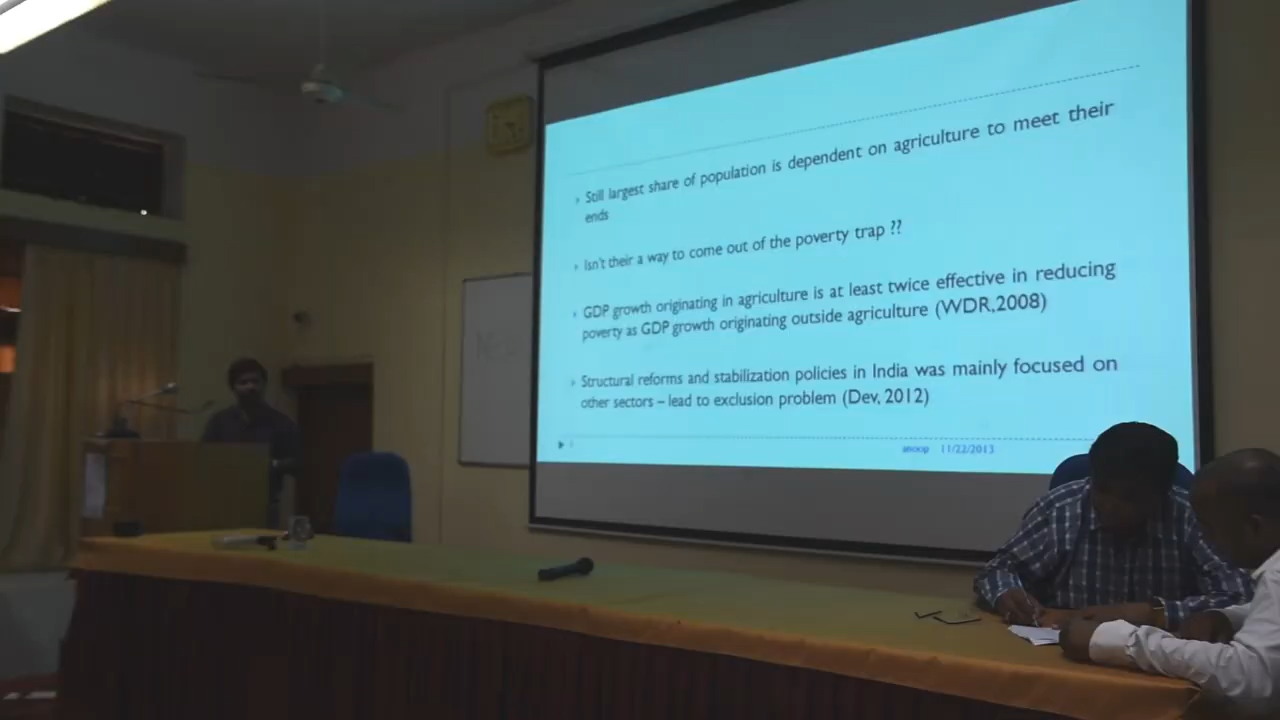 Still largest share of population is dependent on agriculture to meet their
ends
Isn't their a way to come out of the poverty trap ??
GDP growth originating in agriculture is at least twice effective in reducing
poverty as GDP growth originating outside agriculture (WDR,2008)
Structural reforms and stabilization policies in India was mainly focused on
other sectors – lead to exclusion problem (Dev, 2012)
anoop 11/22/2013